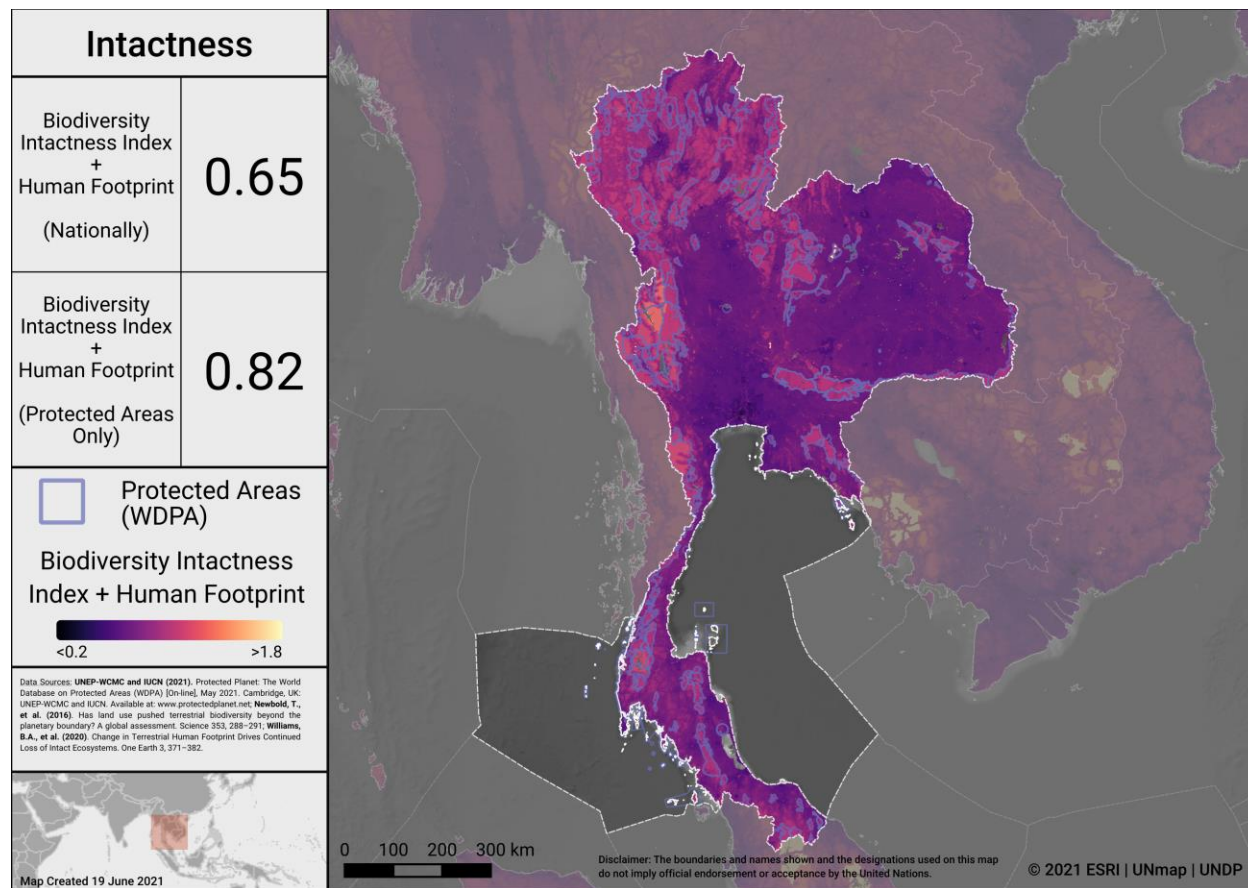 Intactness
Biodiversity
Intactness Index
+
Human Footprint
(Nationally)
0.65
Biodiversity
Intactness Index
+
Human Footprint
(Protected Areas
Only)
0.82
Protected Areas
(WDPA)
Biodiversity Intactness
Index + Human Footprint
<0.2
>1.8
Data Sources: UNEP-WCMC and IUCN (2021). Protected Planet: The World
Database on Protected Areas (WDPA) [On-line], May 2021. Cambridge, UK:
UNEP-WCMC and IUCN. Available at: www.protectedplanet.net; Newbold, T.,
et al. (2016). Has land use pushed terrestrial biodiversity beyond the
planetary boundary? A global assessment. Science 353, 288–291; Williams,
B.A., et al. (2020). Change in Terrestrial Human Footprint Drives Continued
Loss of Intact Ecosystems. One Earth 3, 371–382.
Map Created 19 June 2021
0 100 200 300 km
Disclaimer: The boundaries and names shown and the designations used on this map
do not imply official endorsement or acceptance by the United Nations.
© 2021 ESRI | UNmap | UNDP